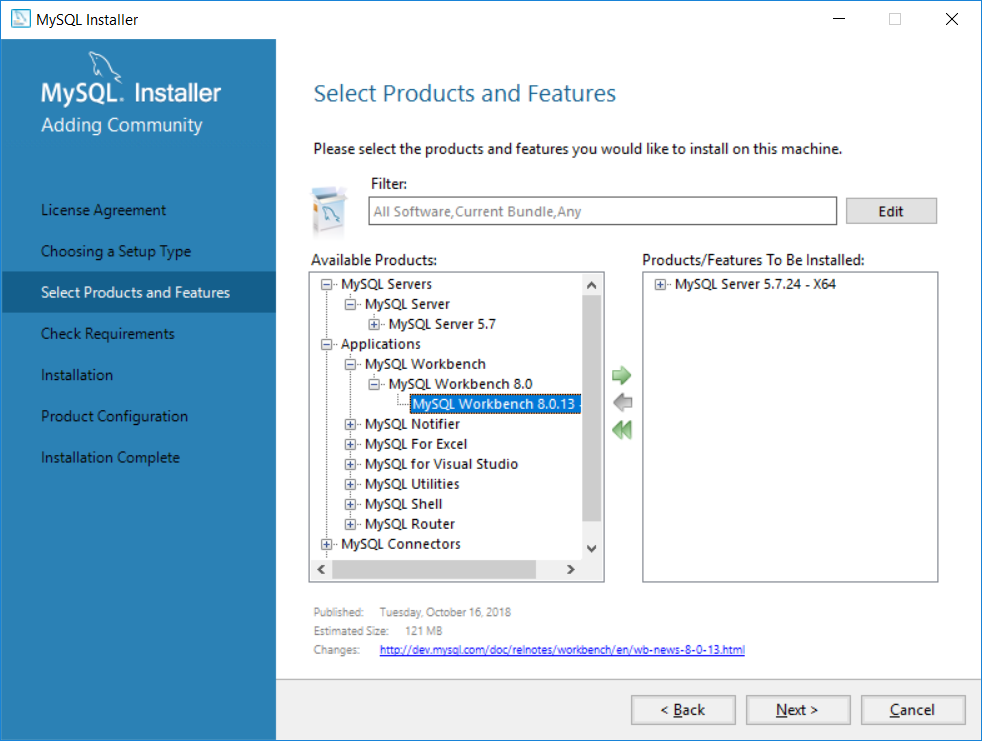 MySQL Installer
MySQL. Installer
Adding Community
License Agreement
Choosing a Setup Type
Select Products and Features
Check Requirements
Installation
Product Configuration
Installation Complete
Select Products and Features
Please select the products and features you would like to install on this machine.
Filter:
All Software,Current Bundle,Any
Edit
Available Products:
MySQL Servers
MySQL Server
MySQL Server 5.7
Applications
MySQL Workbench
MySQL Workbench 8.0
MySQL Workbench 8.0.13 -
MySQL Notifier
MySQL For Excel
MySQL for Visual Studio
MySQL Utilities
MySQL Shell
MySQL Router
MySQL Connectors
Products/Features To Be Installed:
MySQL Server 5.7.24 - X64
Published: Tuesday, October 16, 2018
Estimated Size: 121 MB
Changes: http://dev.mysql.com/doc/relnotes/workbench/en/wb-news-8-0-13.html
< Back
Next >
Cancel